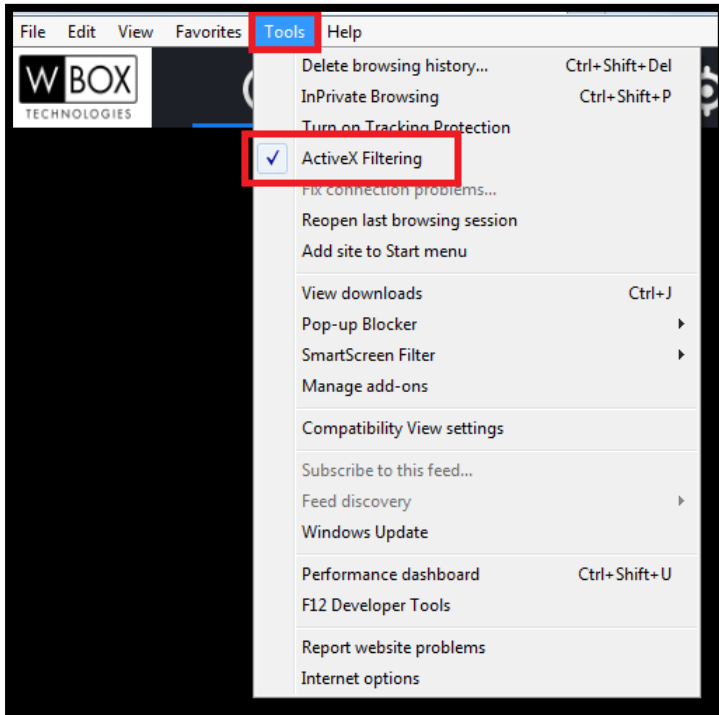 File Edit View Favorites Tools Help
W BOX
TECHNOLOGIES
Delete browsing history... Ctrl+Shift+Del
InPrivate Browsing Ctrl+Shift+P
Turn on Tracking Protection
✓ ActiveX Filtering
Fix connection problems...
Reopen last browsing session
Add site to Start menu
View downloads Ctrl+J
Pop-up Blocker
SmartScreen Filter
Manage add-ons
Compatibility View settings
Subscribe to this feed...
Feed discovery
Windows Update
Performance dashboard Ctrl+Shift+U
F12 Developer Tools
Report website problems
Internet options